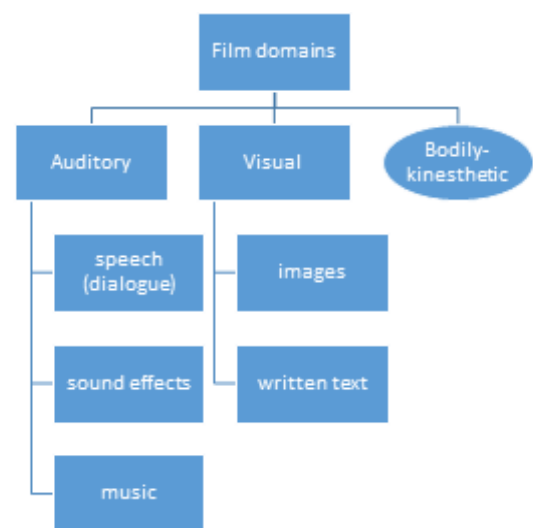 Film domains
Auditory
Visual
Bodily-
kinesthetic
speech
(dialogue)
images
sound effects
written text
music